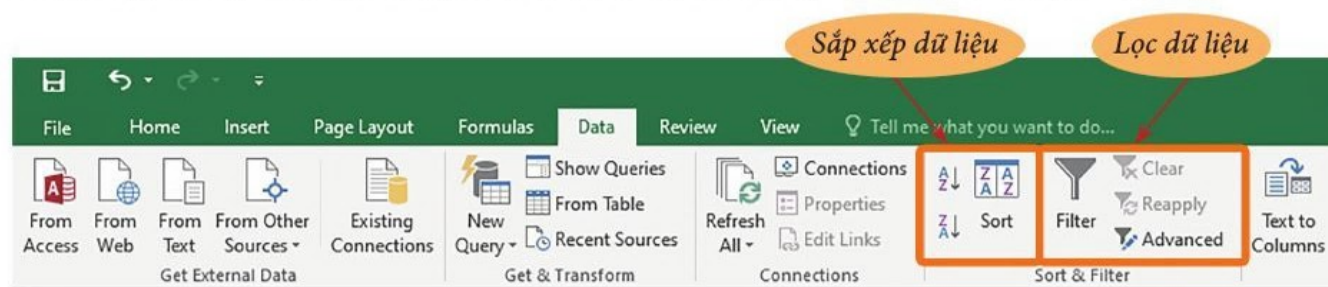 Sắp xếp dữ liệu Lọc dữ liệu
File Home Insert Page Layout Formulas Data Review View Tell me what you want to do...
Show Queries Connections A Z Z A Clear
From Table Properties A Z Reapply
From Access From Web From Text From Other Sources Existing Connections New Query Recent Sources Refresh All Edit Links Z A Sort Filter Advanced Text to Columns
Get External Data Get & Transform Connections Sort & Filter